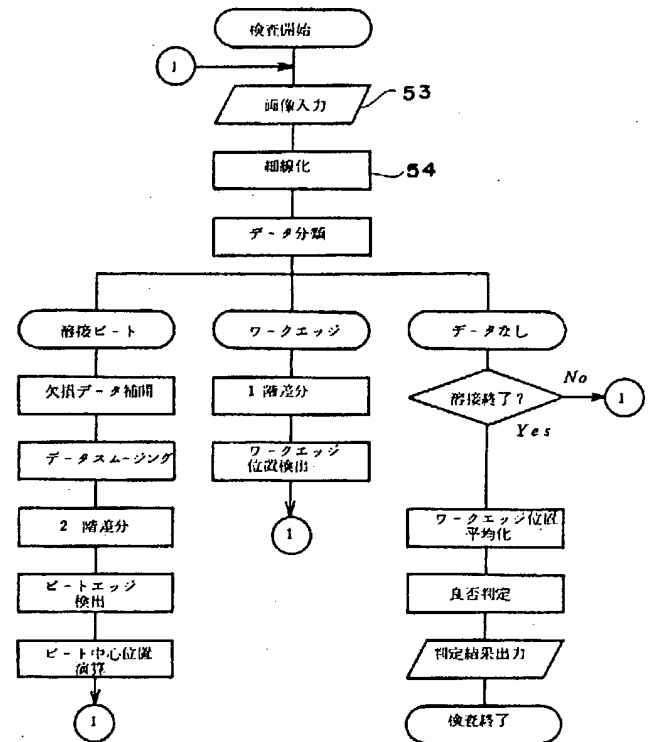 検査開始
1
画像入力
53
細線化
54
データ分類
溶接ビート
欠損データ補間
データスムージング
2 階差分
ビートエッジ
検出
ビート中心位置
演算
1
ワークエッジ
1 階差分
ワークエッジ
位置検出
1
データなし
溶接終了?
No
1
Yes
ワークエッジ位置
平均化
良否判定
判定結果出力
検査終了